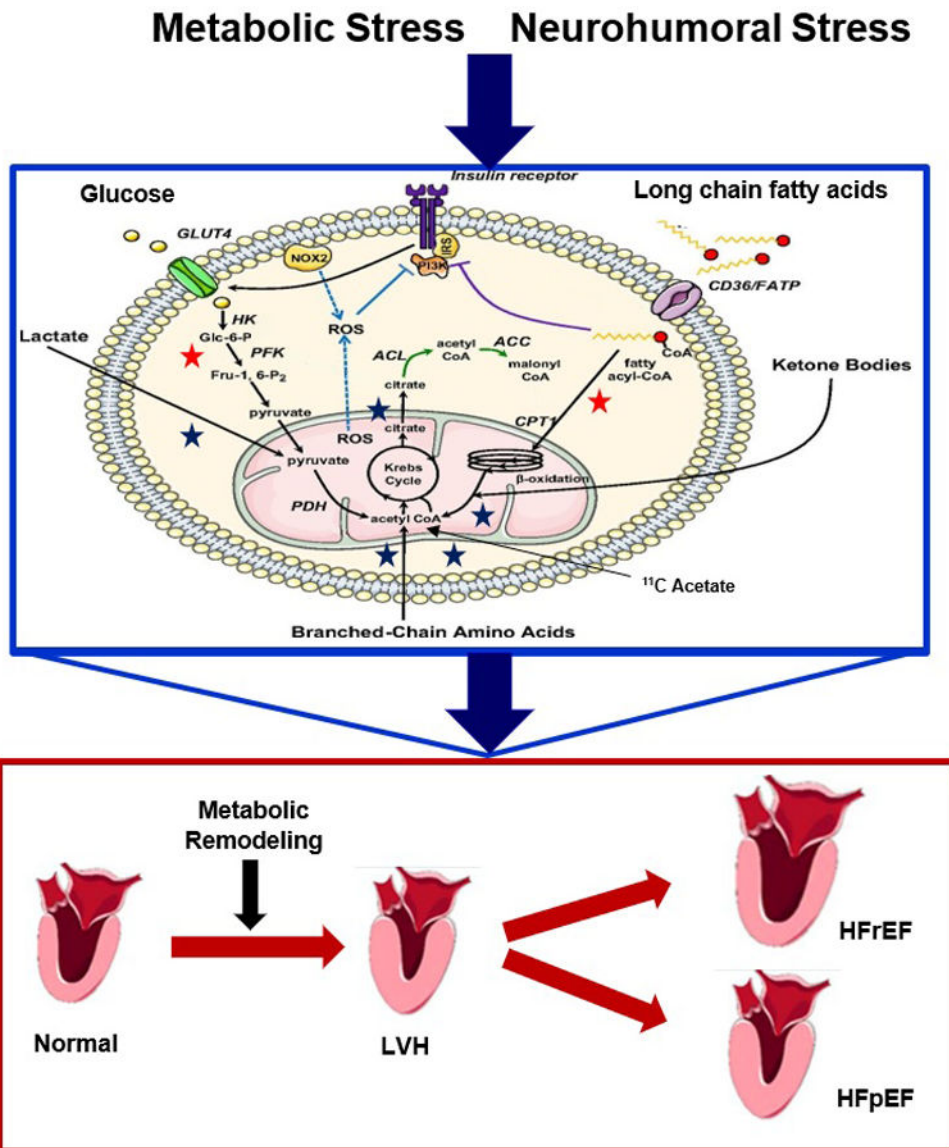 Metabolic Stress   Neurohumoral Stress
Insulin receptor
Glucose
Long chain fatty acids
GLUT4
NOX2
IRS
PI3K
CD36/FATP
HK
ROS
Lactate
Glc-6-P
PFK
Fru-1, 6-P₂
ACL
acetyl
CoA
ACC
malonyl
CoA
CoA
fatty
acyl-CoA
Ketone Bodies
citrate
pyruvate
citrate
CPT1
ROS
pyruvate
Krebs
Cycle
β-oxidation
PDH
acetyl CoA
¹¹C Acetate
Branched-Chain Amino Acids
Metabolic
Remodeling
HFrEF
Normal
LVH
HFpEF